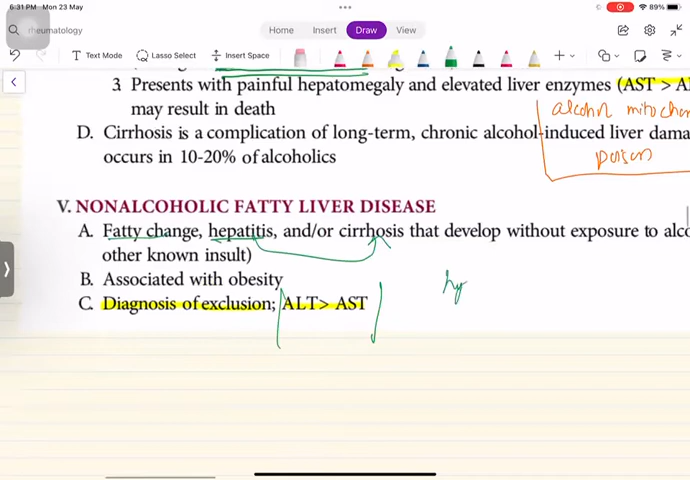 6:31 PM Mon 23 May
89%
rheumatology
Home Insert Draw View
Text Mode Lasso Select Insert Space
3. Presents with painful hepatomegaly and elevated liver enzymes (AST > A
may result in death
alcohol mitochon
D. Cirrhosis is a complication of long-term, chronic alcohol-induced liver dama
occurs in 10-20% of alcoholics
poison
V. NONALCOHOLIC FATTY LIVER DISEASE
A. Fatty change, hepatitis, and/or cirrhosis that develop without exposure to alco
other known insult)
B. Associated with obesity
hy
C. Diagnosis of exclusion; ALT> AST